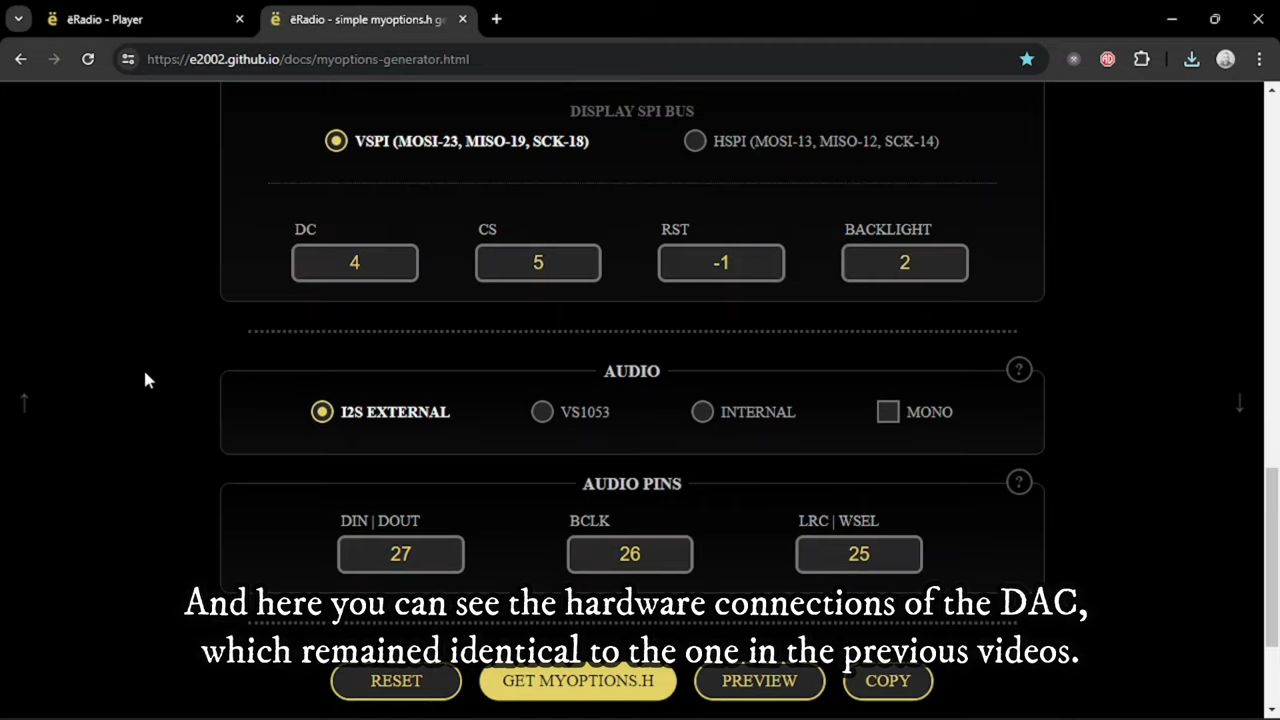 ëRadio - Player
ëRadio - simple myoptions.h ge
https://e2002.github.io/docs/myoptions-generator.html
DISPLAY SPI BUS
VSPI (MOSI-23, MISO-19, SCK-18)
HSPI (MOSI-13, MISO-12, SCK-14)
DC
CS
RST
BACKLIGHT
4
5
-1
2
AUDIO
?
I2S EXTERNAL
VS1053
INTERNAL
MONO
AUDIO PINS
?
DIN | DOUT
BCLK
LRC | WSEL
27
26
25
And here you can see the hardware connections of the DAC,
which remained identical to the one in the previous videos.
RESET
GET MYOPTIONS.H
PREVIEW
COPY